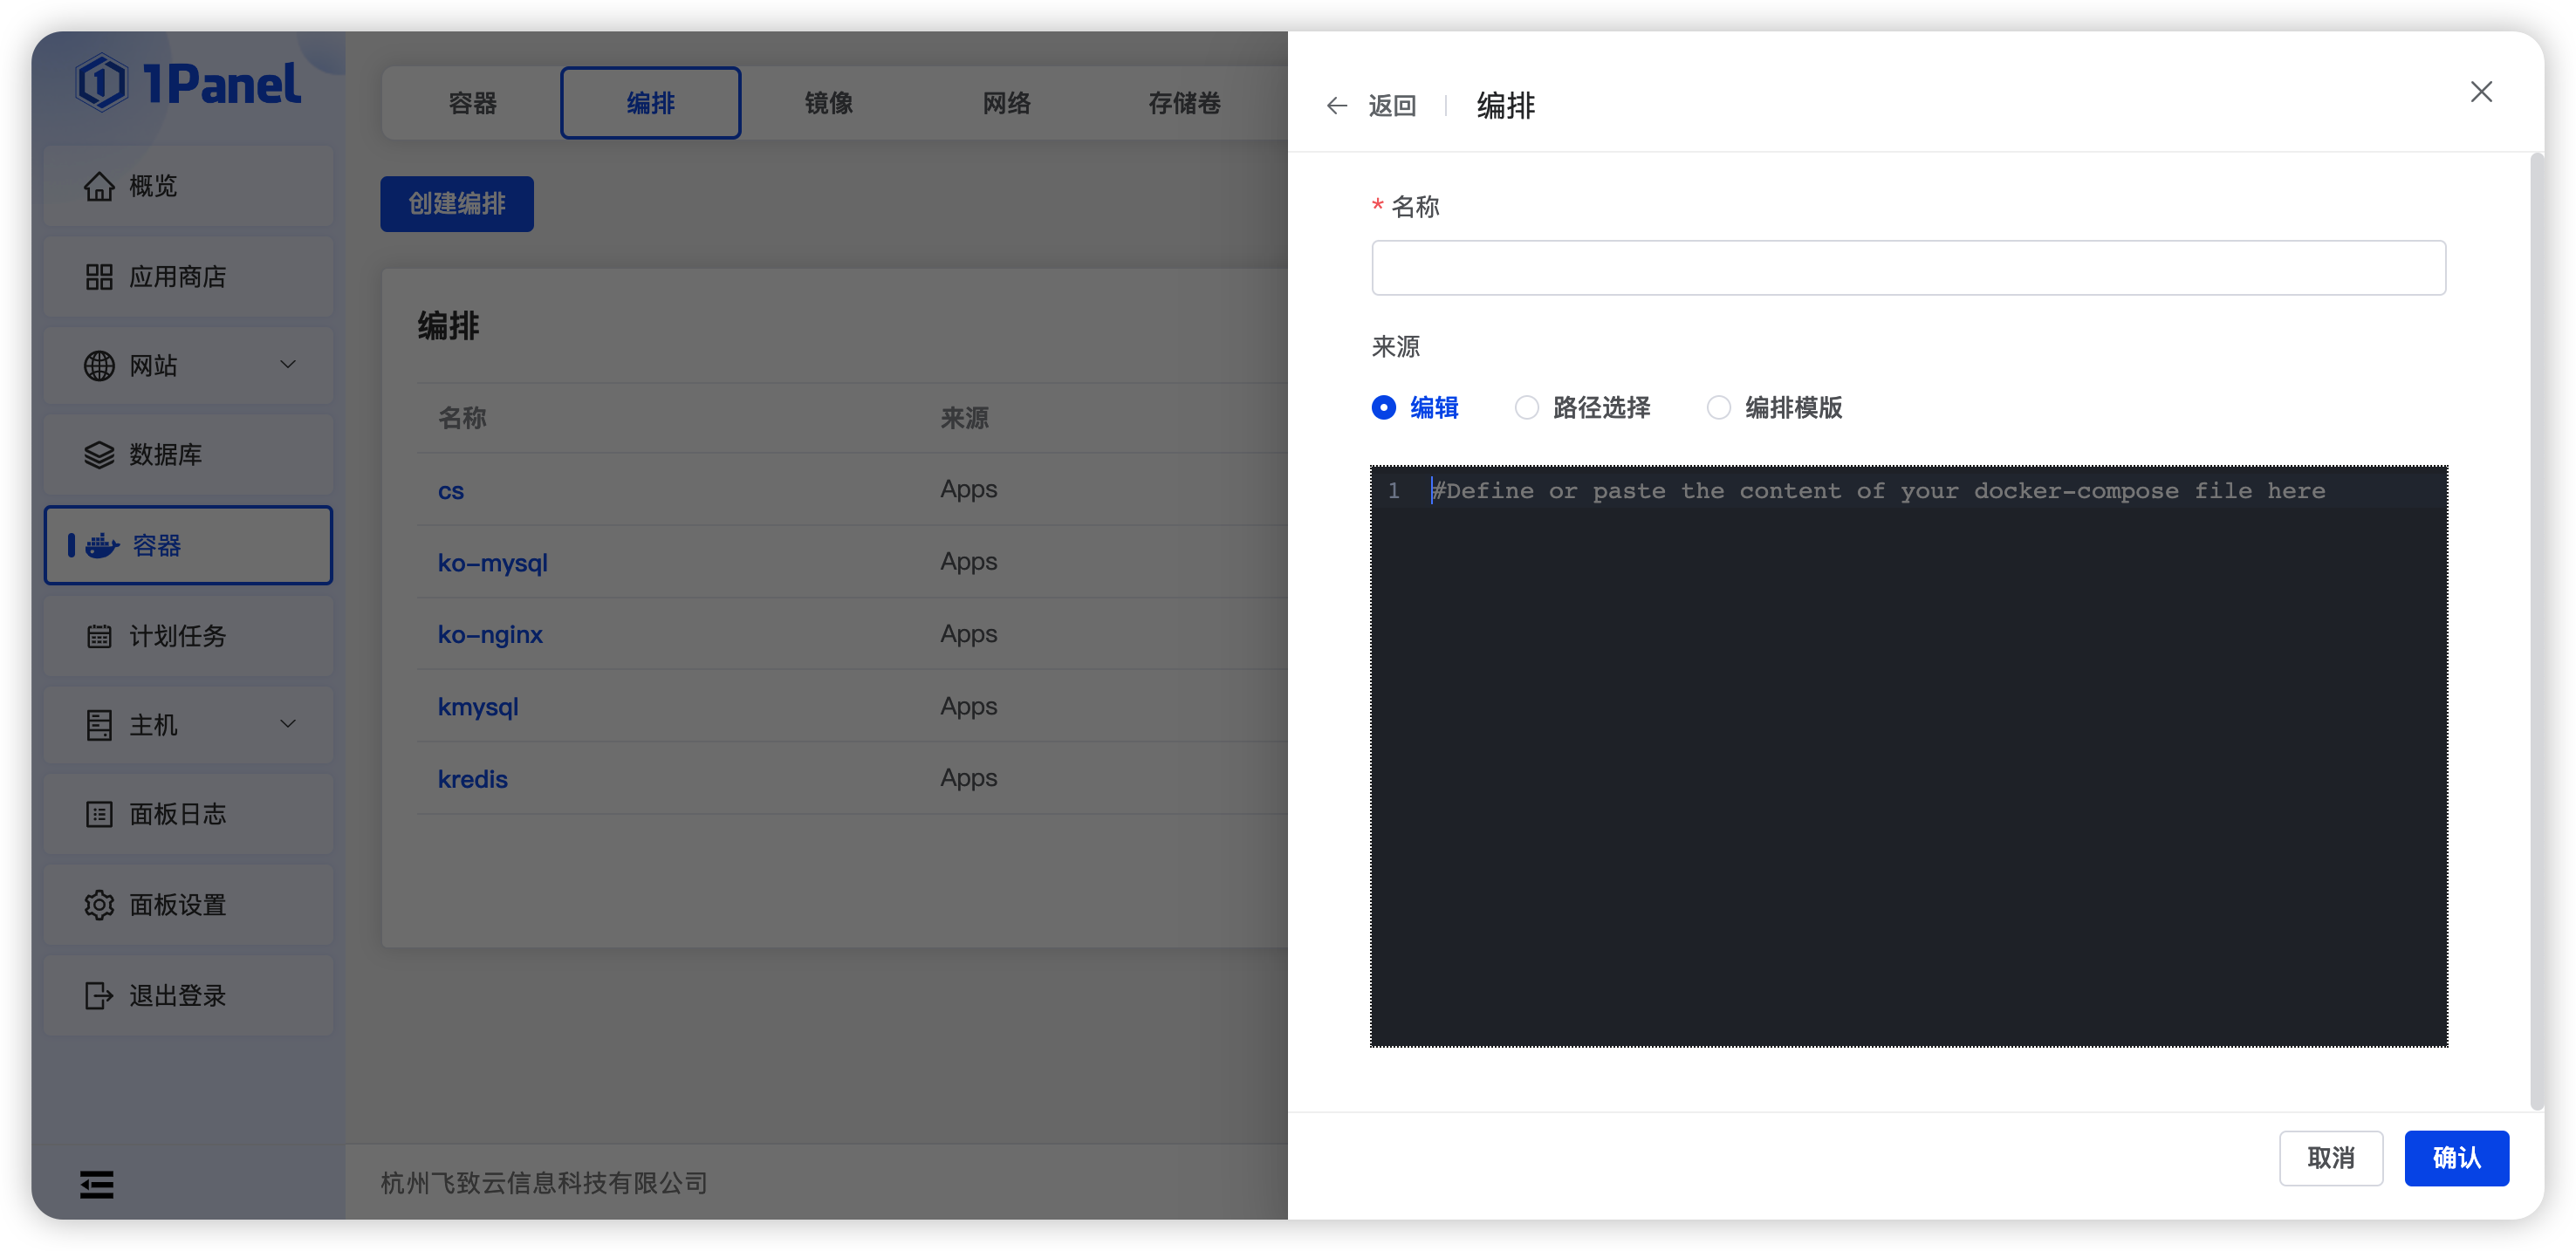 1Panel
概览
应用商店
网站
数据库
容器
计划任务
主机
面板日志
面板设置
退出登录
容器 编排 镜像 网络 存储卷
创建编排
编排
名称 来源
cs Apps
ko-mysql Apps
ko-nginx Apps
kmysql Apps
kredis Apps
杭州飞致云信息科技有限公司
返回 编排
* 名称
来源
编辑 路径选择 编排模版
1 #Define or paste the content of your docker-compose file here
取消 确认